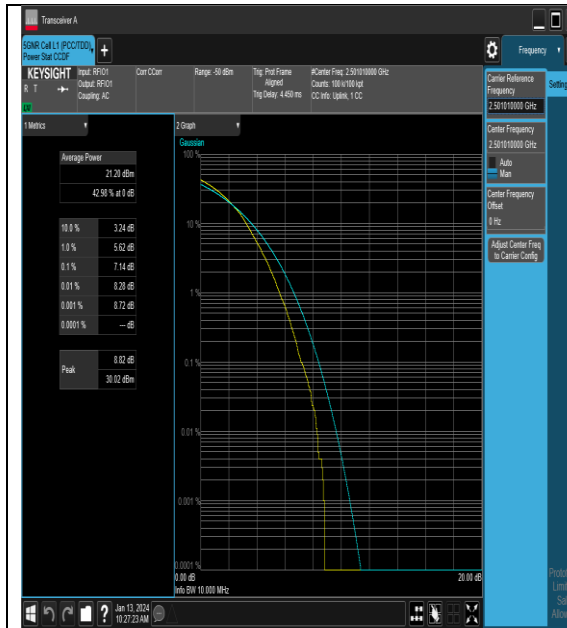 Transceiver A
5GNR Cell L1 (PCC/TDD),
Power Stat CCDF
+
Frequency
KEYSIGHT
R T
Input: RFIO1
Output: RFIO1
Coupling: AC
Corr CCorr
Range: -50 dBm
Trig: Prot Frame
Aligned
Trig Delay: 4.450 ms
#Center Freq: 2.501010000 GHz
Counts: 100 k/100 kpt
CC Info: Uplink, 1 CC
Carrier Reference
Frequency
2.501010000 GHz
Settings
Center Frequency
2.501010000 GHz
Auto
Man
Center Frequency
Offset
0 Hz
Adjust Center Freq
to Carrier Config
1 Metrics
Average Power
21.20 dBm
42.98 % at 0 dB
10.0 % 3.24 dB
1.0 % 5.62 dB
0.1 % 7.14 dB
0.01 % 8.28 dB
0.001 % 8.72 dB
0.0001 % --- dB
Peak
8.82 dB
30.02 dBm
2 Graph
Gaussian
100 %
10 %
1 %
0.1 %
0.01 %
0.001 %
0.0001 %
0.00 dB
20.00 dB
Info BW 10.000 MHz
Jan 13, 2024
10:27:23 AM
?